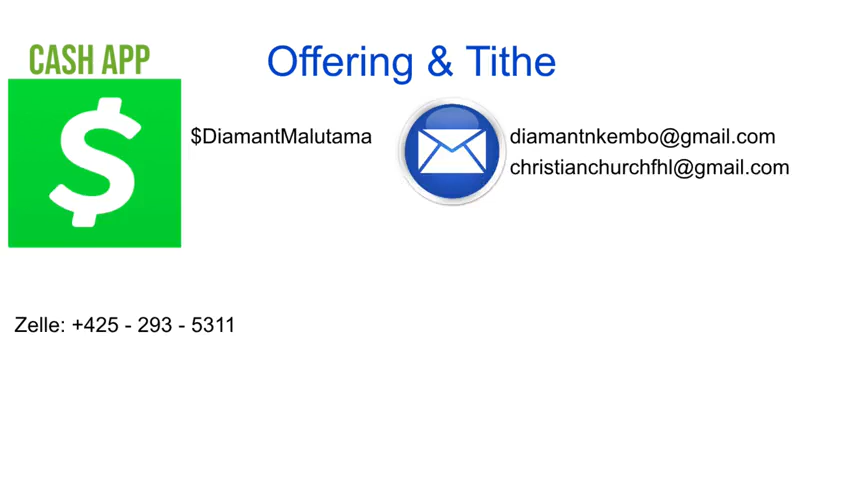 CASH APP
Offering & Tithe
$DiamantMalutama
diamantnkembo@gmail.com
christianchurchfhl@gmail.com
Zelle: +425 - 293 - 5311